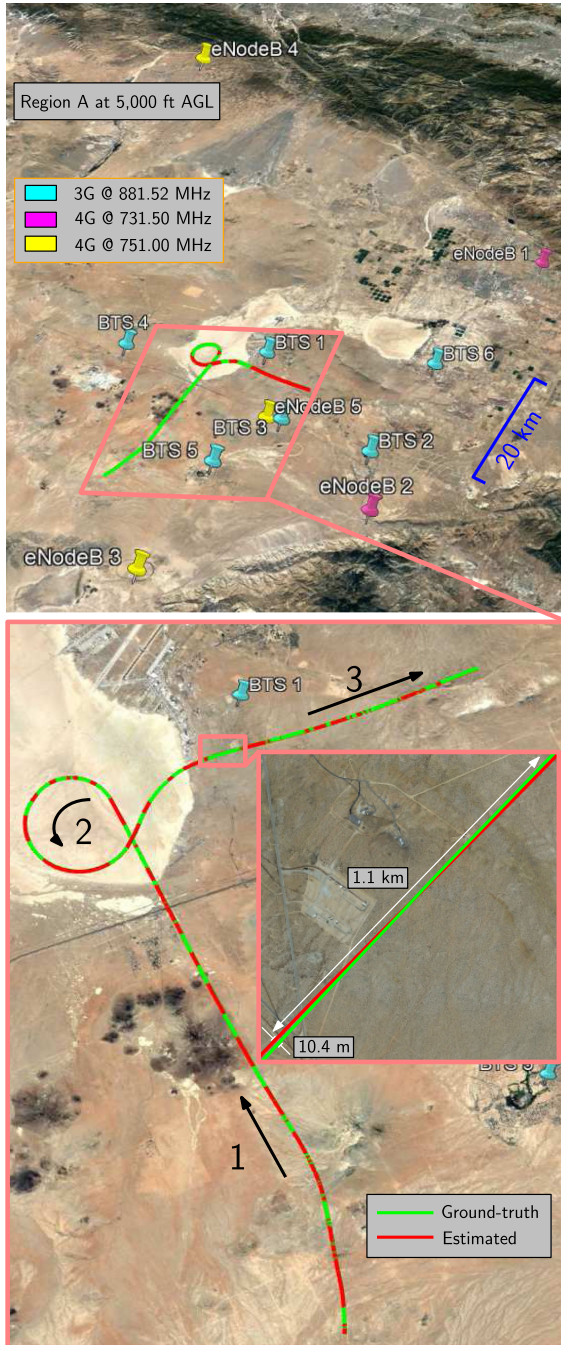 eNodeB 4
Region A at 5,000 ft AGL
3G @ 881.52 MHz
4G @ 731.50 MHz
4G @ 751.00 MHz
eNodeB 1
BTS 4
BTS 1
BTS 6
eNodeB 5
BTS 3
BTS 2
BTS 5
20 km
eNodeB 2
eNodeB 3
BTS 1
3
2
1.1 km
10.4 m
1
Ground-truth
Estimated